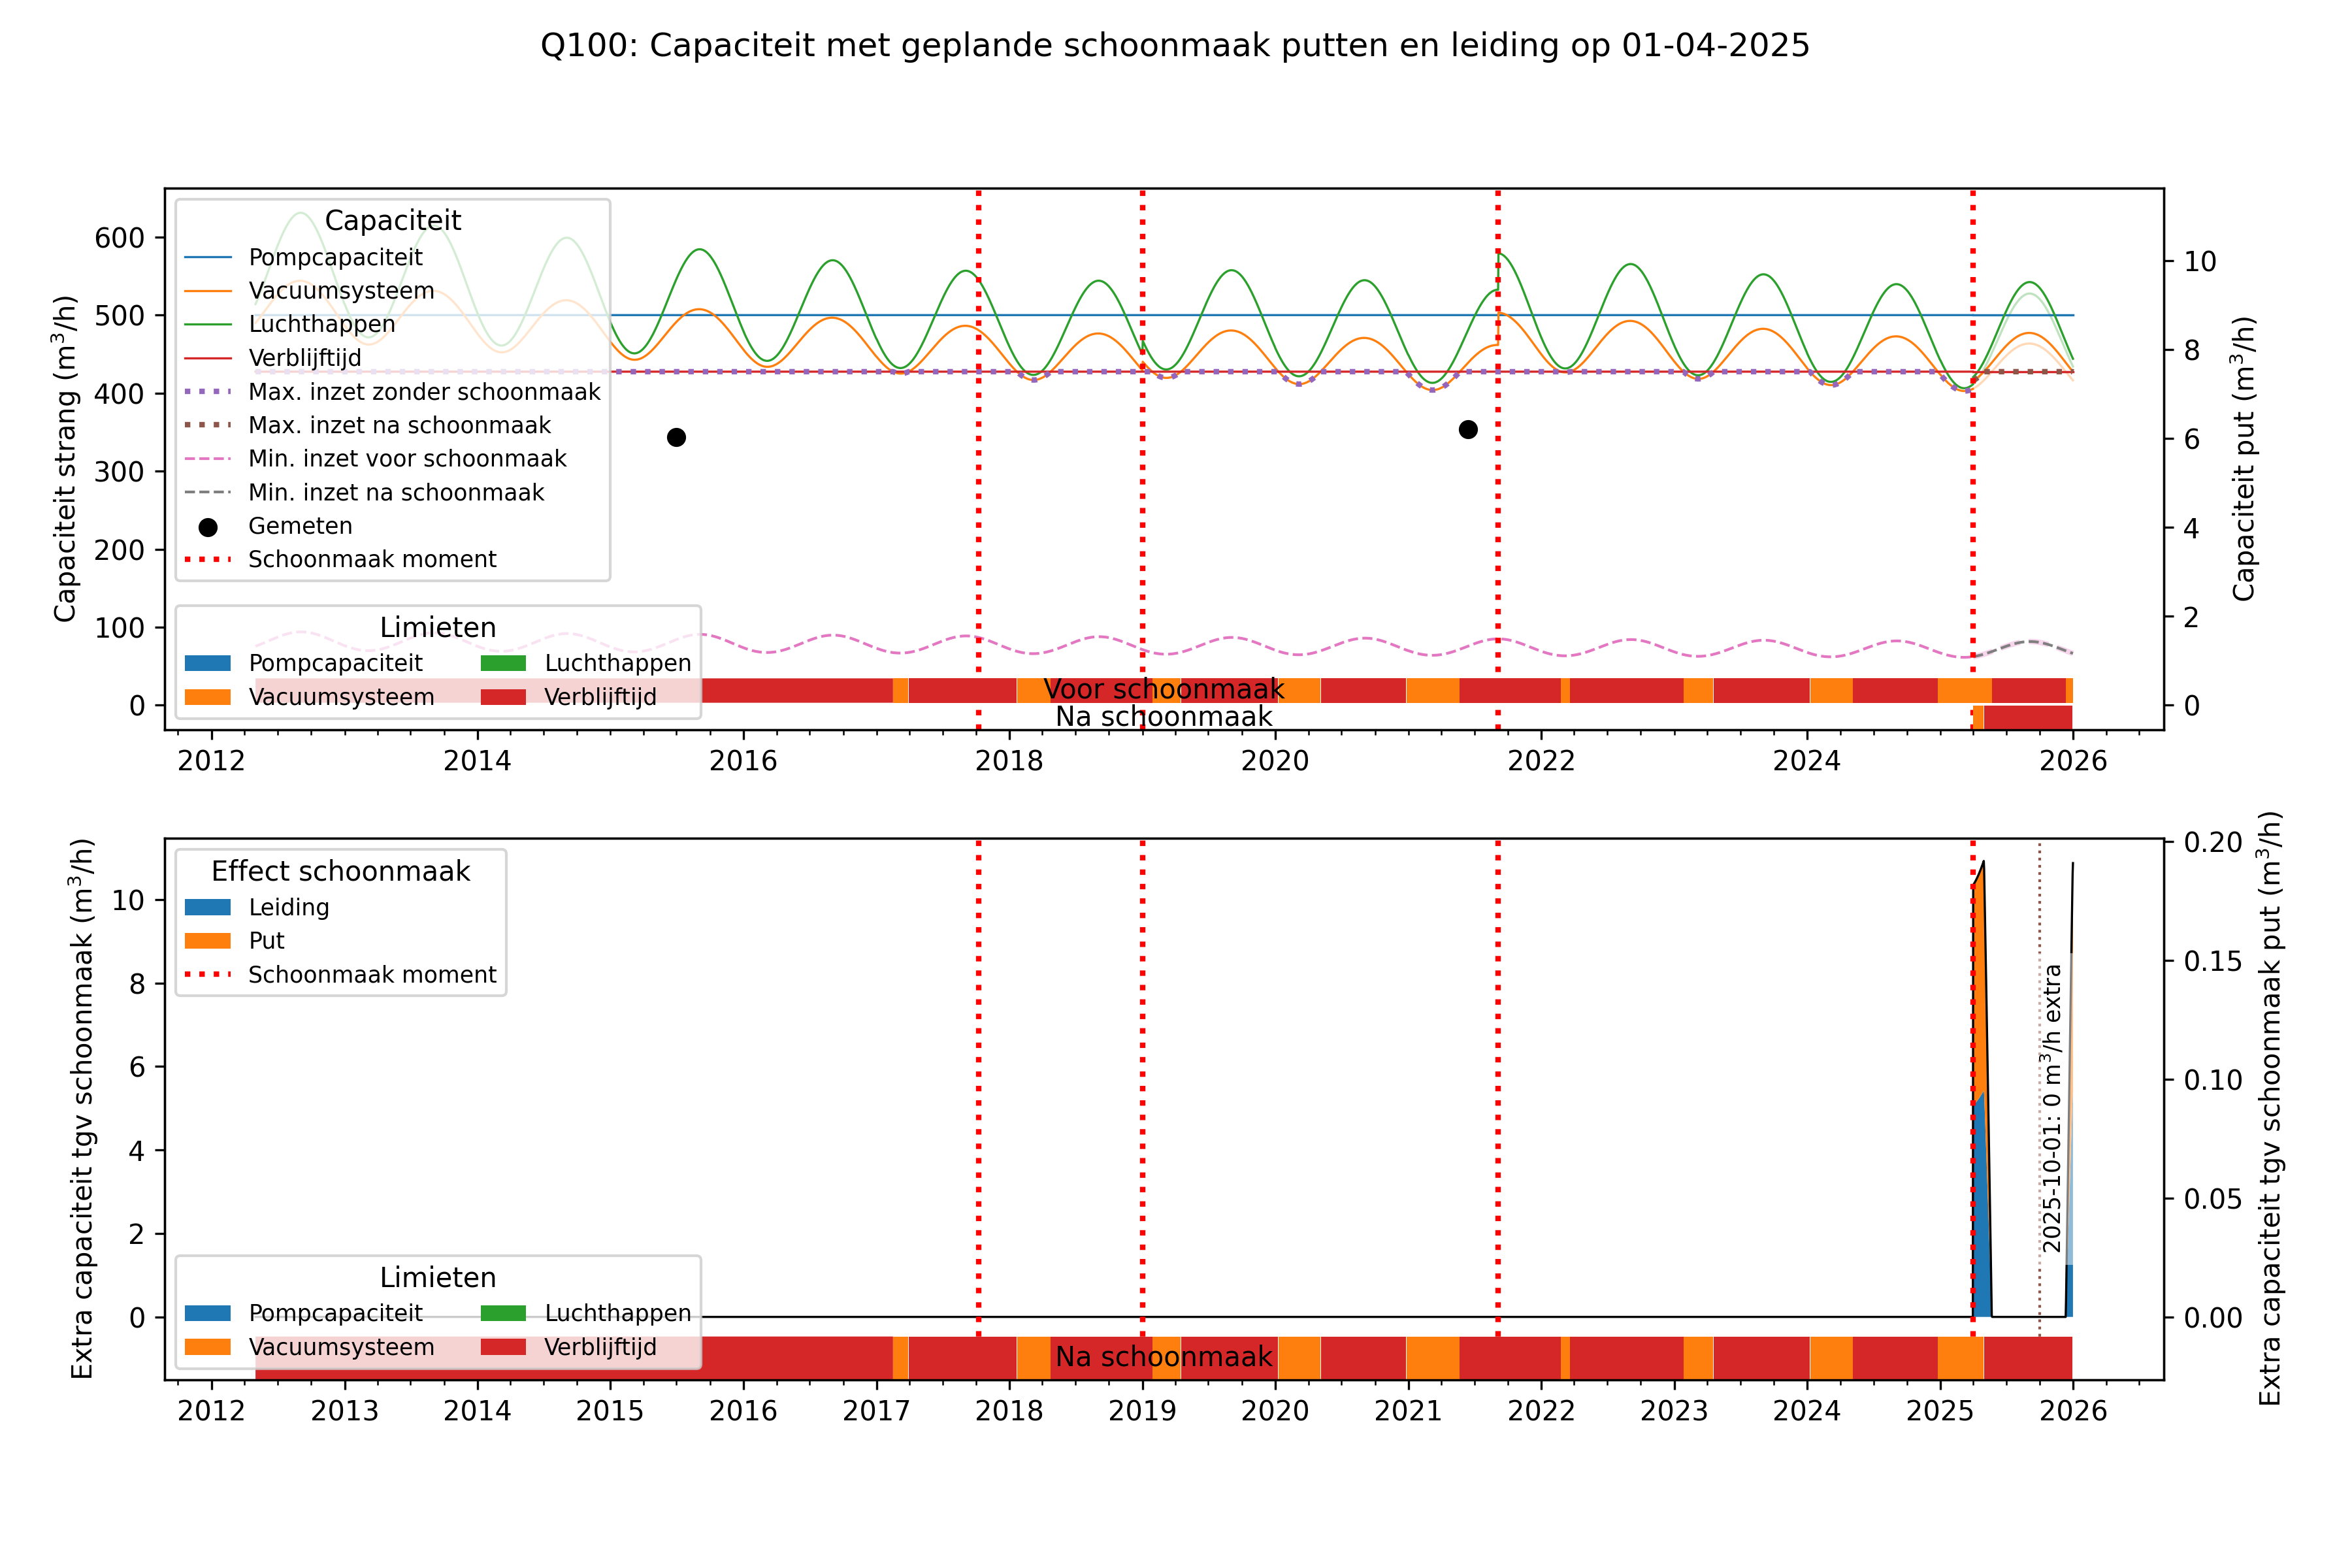 Q100: Capaciteit met geplande schoonmaak putten en leiding op 01-04-2025
Capaciteit strang (m³/h)
600
500
400
300
200
100
0
Capaciteit
Pompcapaciteit
Vacuumsysteem
Luchthappen
Verblijftijd
Max. inzet zonder schoonmaak
Max. inzet na schoonmaak
Min. inzet voor schoonmaak
Min. inzet na schoonmaak
Gemeten
Schoonmaak moment
Limieten
Pompcapaciteit Luchthappen
Vacuumsysteem Verblijftijd
Voor schoonmaak
Na schoonmaak
10
8
6
4
2
0
Capaciteit put (m³/h)
2012 2014 2016 2018 2020 2022 2024 2026
Extra capaciteit tgv schoonmaak (m³/h)
10
8
6
4
2
0
Effect schoonmaak
Leiding
Put
Schoonmaak moment
Limieten
Pompcapaciteit Luchthappen
Vacuumsysteem Verblijftijd
Na schoonmaak
2025-10-01: 0 m³/h extra
0.20
0.15
0.10
0.05
0.00
Extra capaciteit tgv schoonmaak put (m³/h)
2012 2013 2014 2015 2016 2017 2018 2019 2020 2021 2022 2023 2024 2025 2026